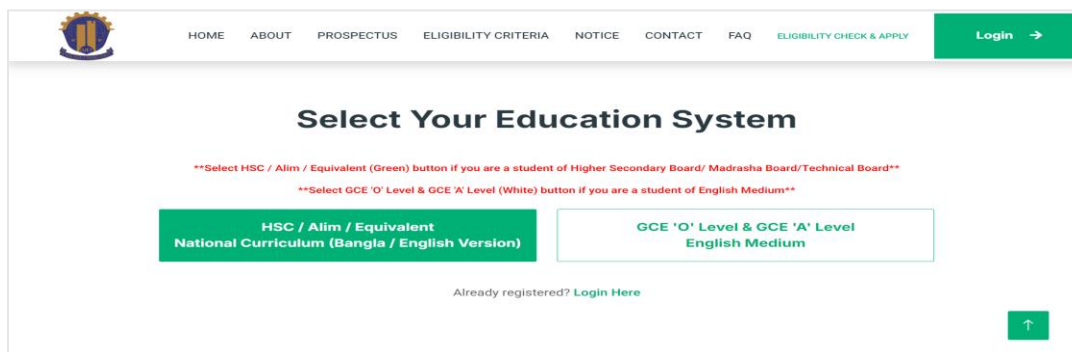 HOME ABOUT PROSPECTUS ELIGIBILITY CRITERIA NOTICE CONTACT FAQ ELIGIBILITY CHECK & APPLY Login →
Select Your Education System
**Select HSC / Alim / Equivalent (Green) button if you are a student of Higher Secondary Board/ Madrasha Board/Technical Board**
**Select GCE 'O' Level & GCE 'A' Level (White) button if you are a student of English Medium**
HSC / Alim / Equivalent
National Curriculum (Bangla / English Version)
GCE 'O' Level & GCE 'A' Level
English Medium
Already registered? Login Here